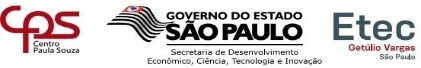 cps
Centro
Paula Souza
GOVERNO DO ESTADO
SÃO PAULO
Secretaria de Desenvolvimento
Econômico, Ciência, Tecnologia e Inovação
Etec
Getúlio Vargas
São Paulo